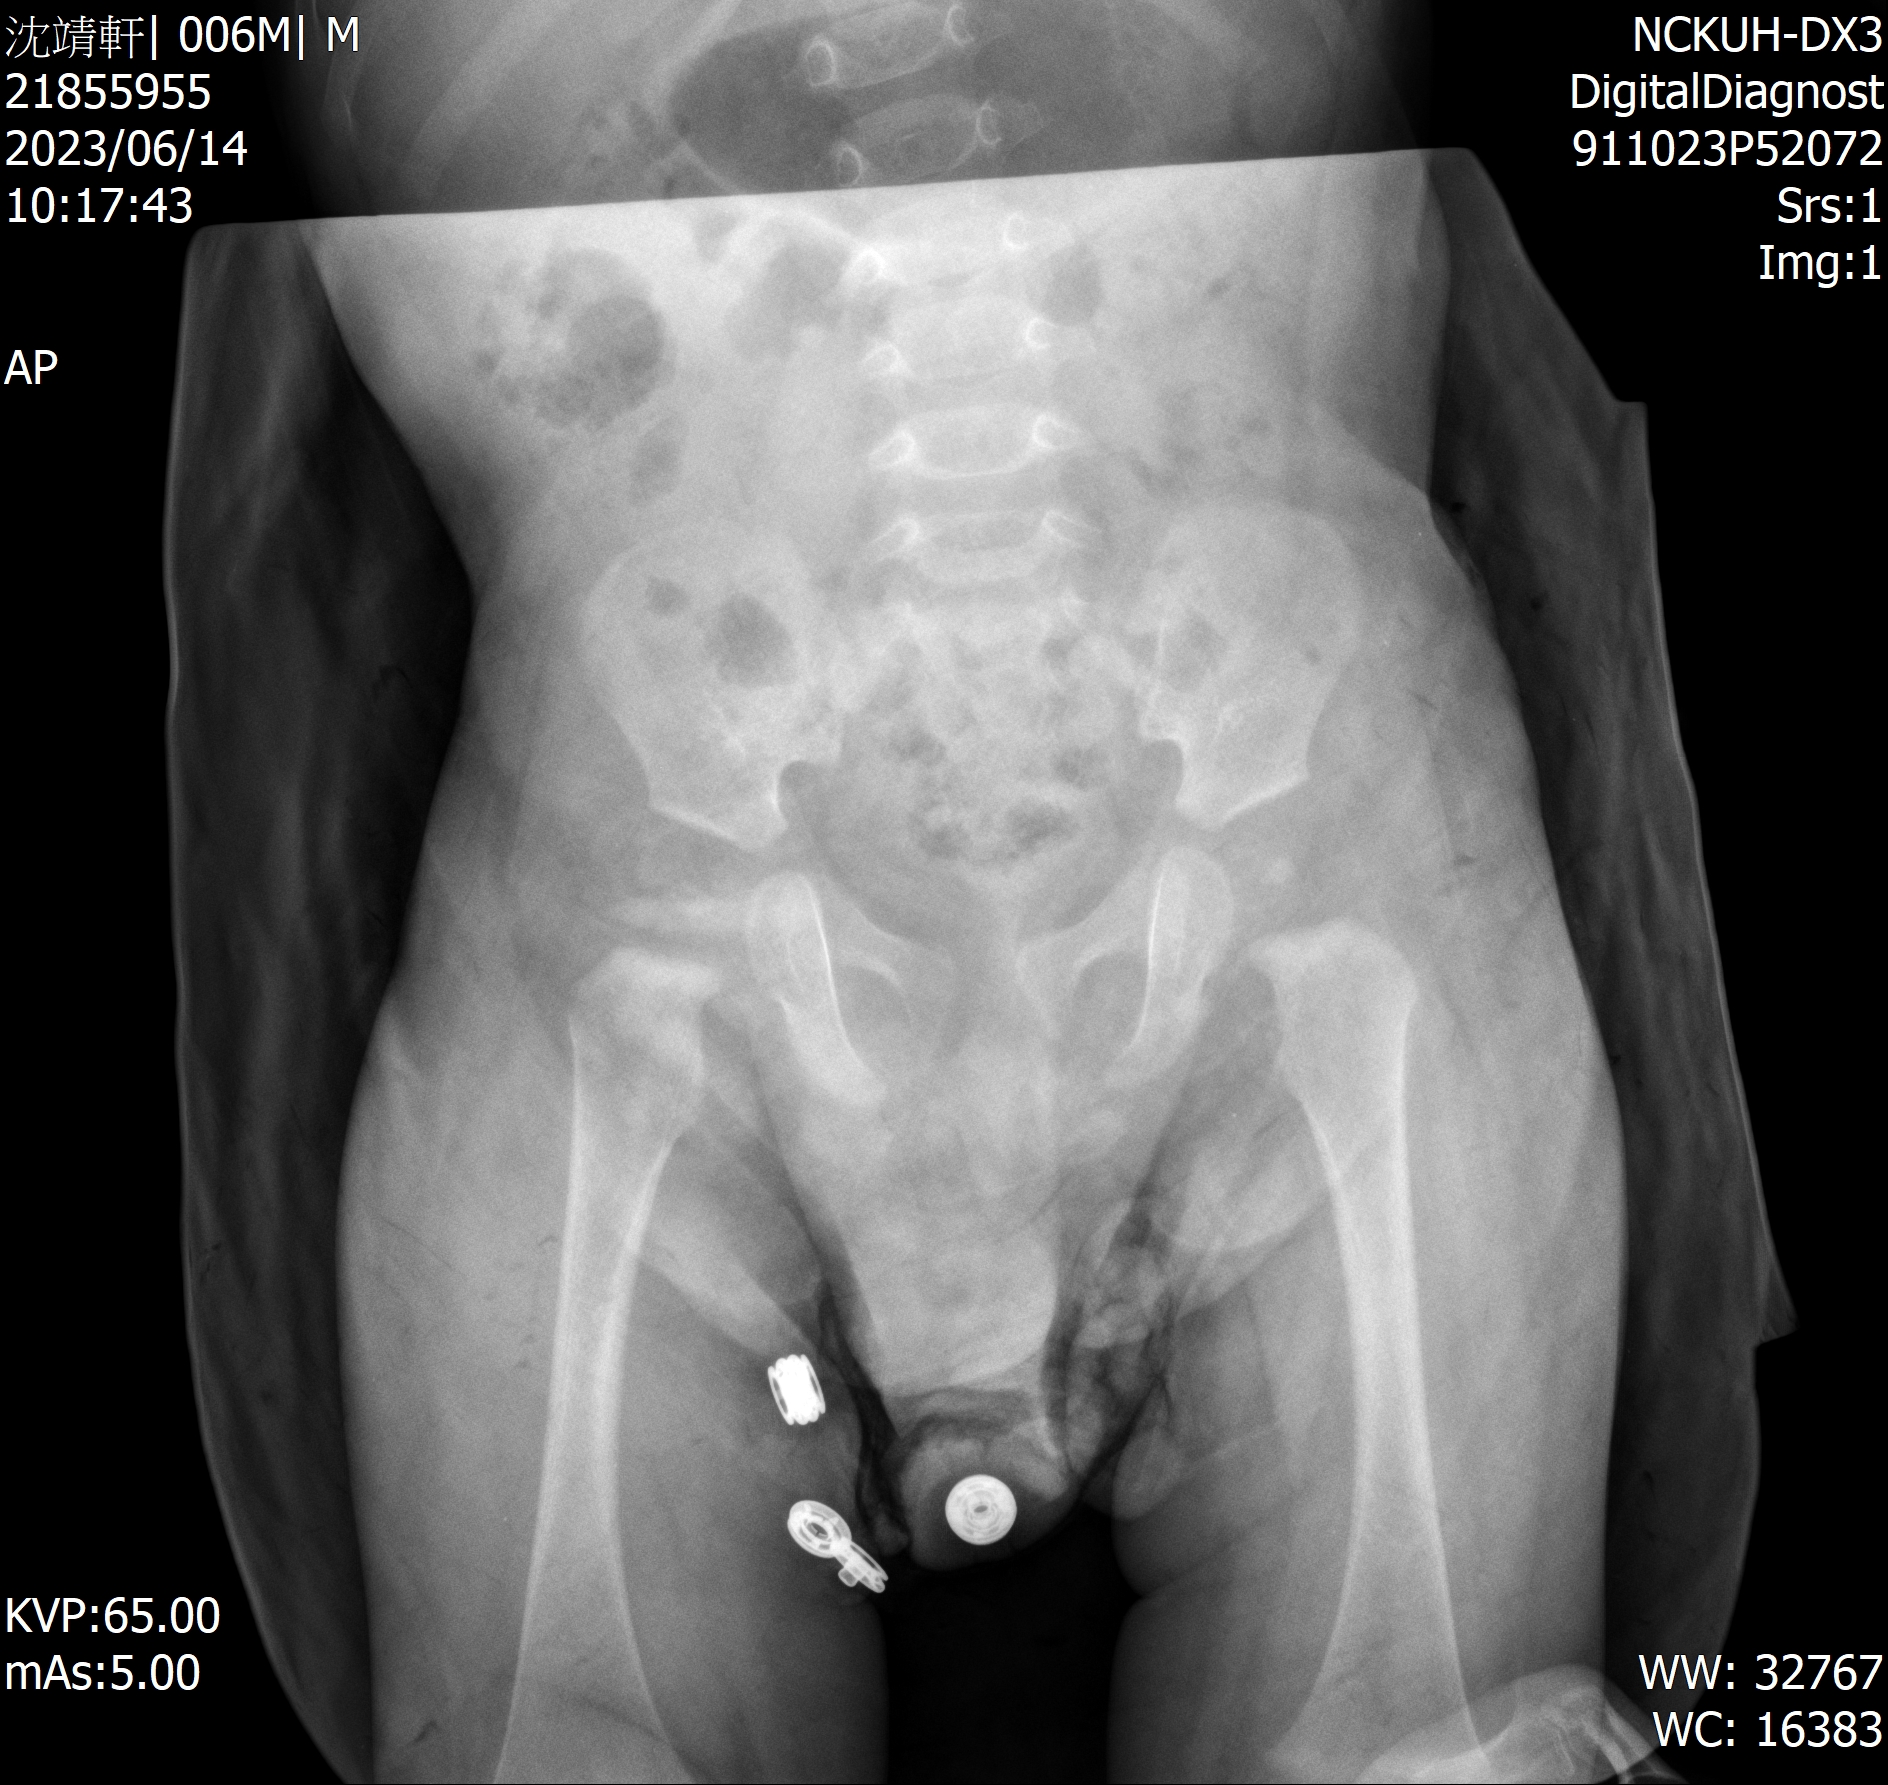 沈靖軒| 006M| M
21855955
2023/06/14
10:17:43
AP
NCKUH-DX3
DigitalDiagnost
911023P52072
Srs:1
Img:1
KVP:65.00
mAs:5.00
WW: 32767
WC: 16383